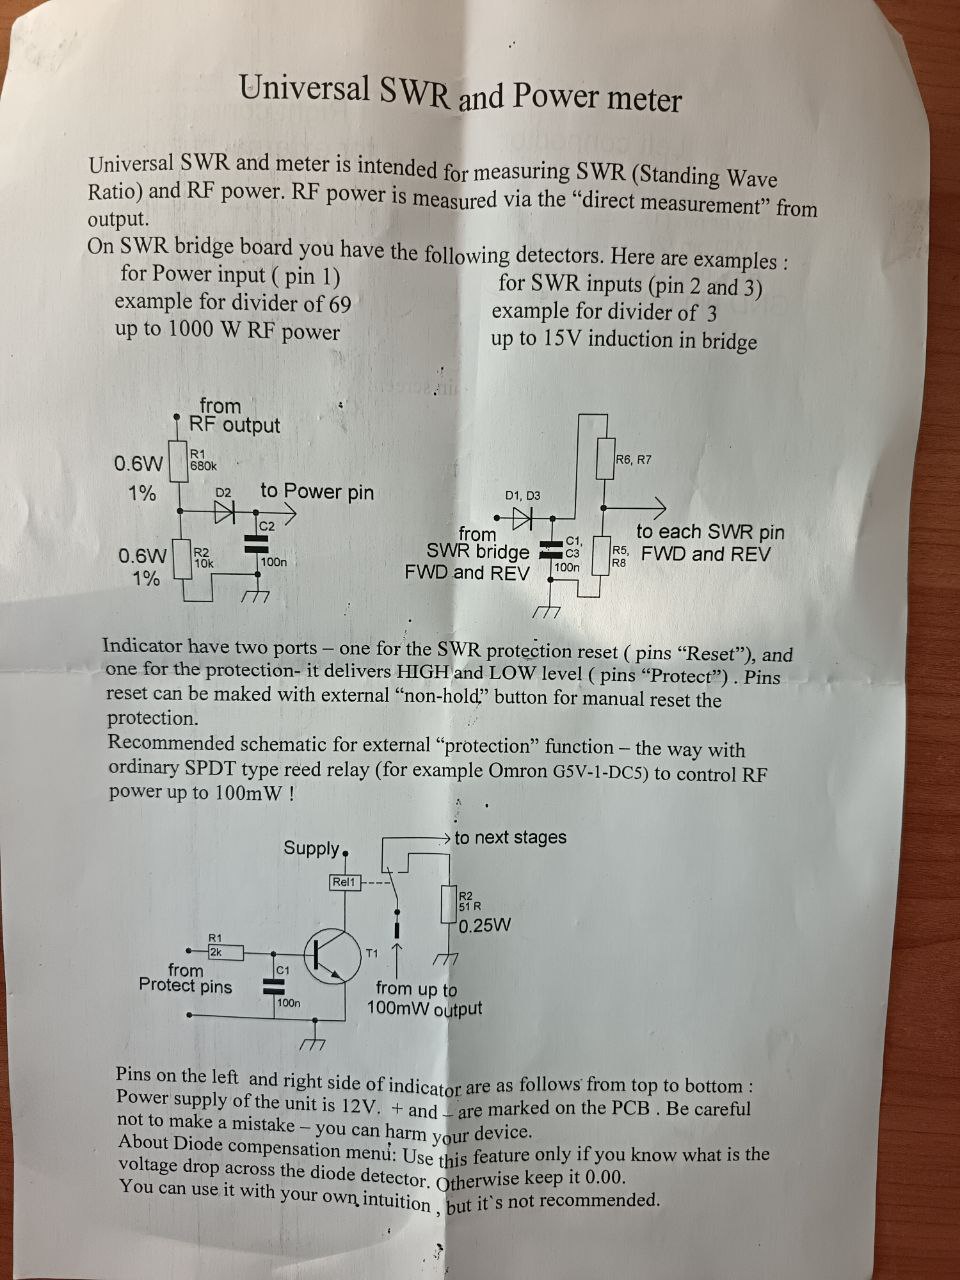 Universal SWR and Power meter
Universal SWR and meter is intended for measuring SWR (Standing Wave
Ratio) and RF power. RF power is measured via the “direct measurement” from
output.
On SWR bridge board you have the following detectors. Here are examples :
for Power input ( pin 1)
example for divider of 69
up to 1000 W RF power
for SWR inputs (pin 2 and 3)
example for divider of 3
up to 15V induction in bridge
from
RF output
0.6W
R1
680k
1%
D2
to Power pin
C2
0.6W
R2
10k
100n
1%
R6, R7
D1, D3
from
SWR bridge
FWD and REV
C1,
C3
100n
R5,
R8
to each SWR pin
FWD and REV
Indicator have two ports – one for the SWR protection reset ( pins “Reset”), and
one for the protection- it delivers HIGH and LOW level ( pins “Protect”) . Pins
reset can be maked with external “non-hold” button for manual reset the
protection.
Recommended schematic for external “protection” function – the way with
ordinary SPDT type reed relay (for example Omron G5V-1-DC5) to control RF
power up to 100mW !
Supply
to next stages
Rel1
R2
51 R
0.25W
R1
2k
T1
from
Protect pins
C1
100n
from up to
100mW output
Pins on the left and right side of indicator are as follows from top to bottom :
Power supply of the unit is 12V. + and – are marked on the PCB . Be careful
not to make a mistake – you can harm your device.
About Diode compensation menu: Use this feature only if you know what is the
voltage drop across the diode detector. Otherwise keep it 0.00.
You can use it with your own intuition , but it`s not recommended.